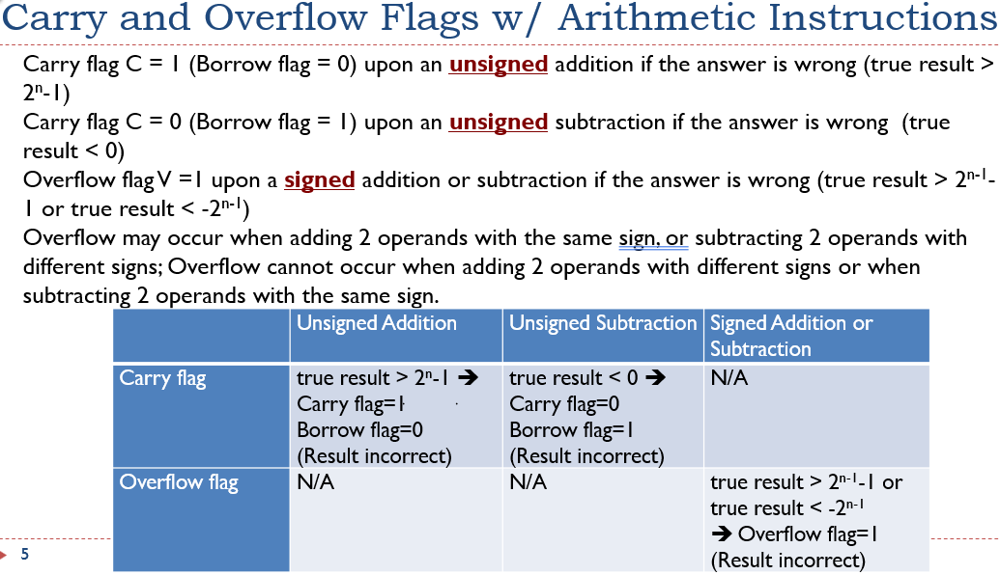 Carry and Overflow Flags w/ Arithmetic Instructions
Carry flag C = 1 (Borrow flag = 0) upon an unsigned addition if the answer is wrong (true result >
2ⁿ-1)
Carry flag C = 0 (Borrow flag = 1) upon an unsigned subtraction if the answer is wrong (true
result < 0)
Overflow flag V =1 upon a signed addition or subtraction if the answer is wrong (true result > 2ⁿ⁻¹-
1 or true result < -2ⁿ⁻¹)
Overflow may occur when adding 2 operands with the same sign, or subtracting 2 operands with
different signs; Overflow cannot occur when adding 2 operands with different signs or when
subtracting 2 operands with the same sign.
Unsigned Addition
Unsigned Subtraction
Signed Addition or
Subtraction
Carry flag
true result > 2ⁿ-1 ➔
Carry flag=1
Borrow flag=0
(Result incorrect)
true result < 0 ➔
Carry flag=0
Borrow flag=1
(Result incorrect)
N/A
Overflow flag
N/A
N/A
true result > 2ⁿ⁻¹-1 or
true result < -2ⁿ⁻¹
➔ Overflow flag=1
(Result incorrect)
5